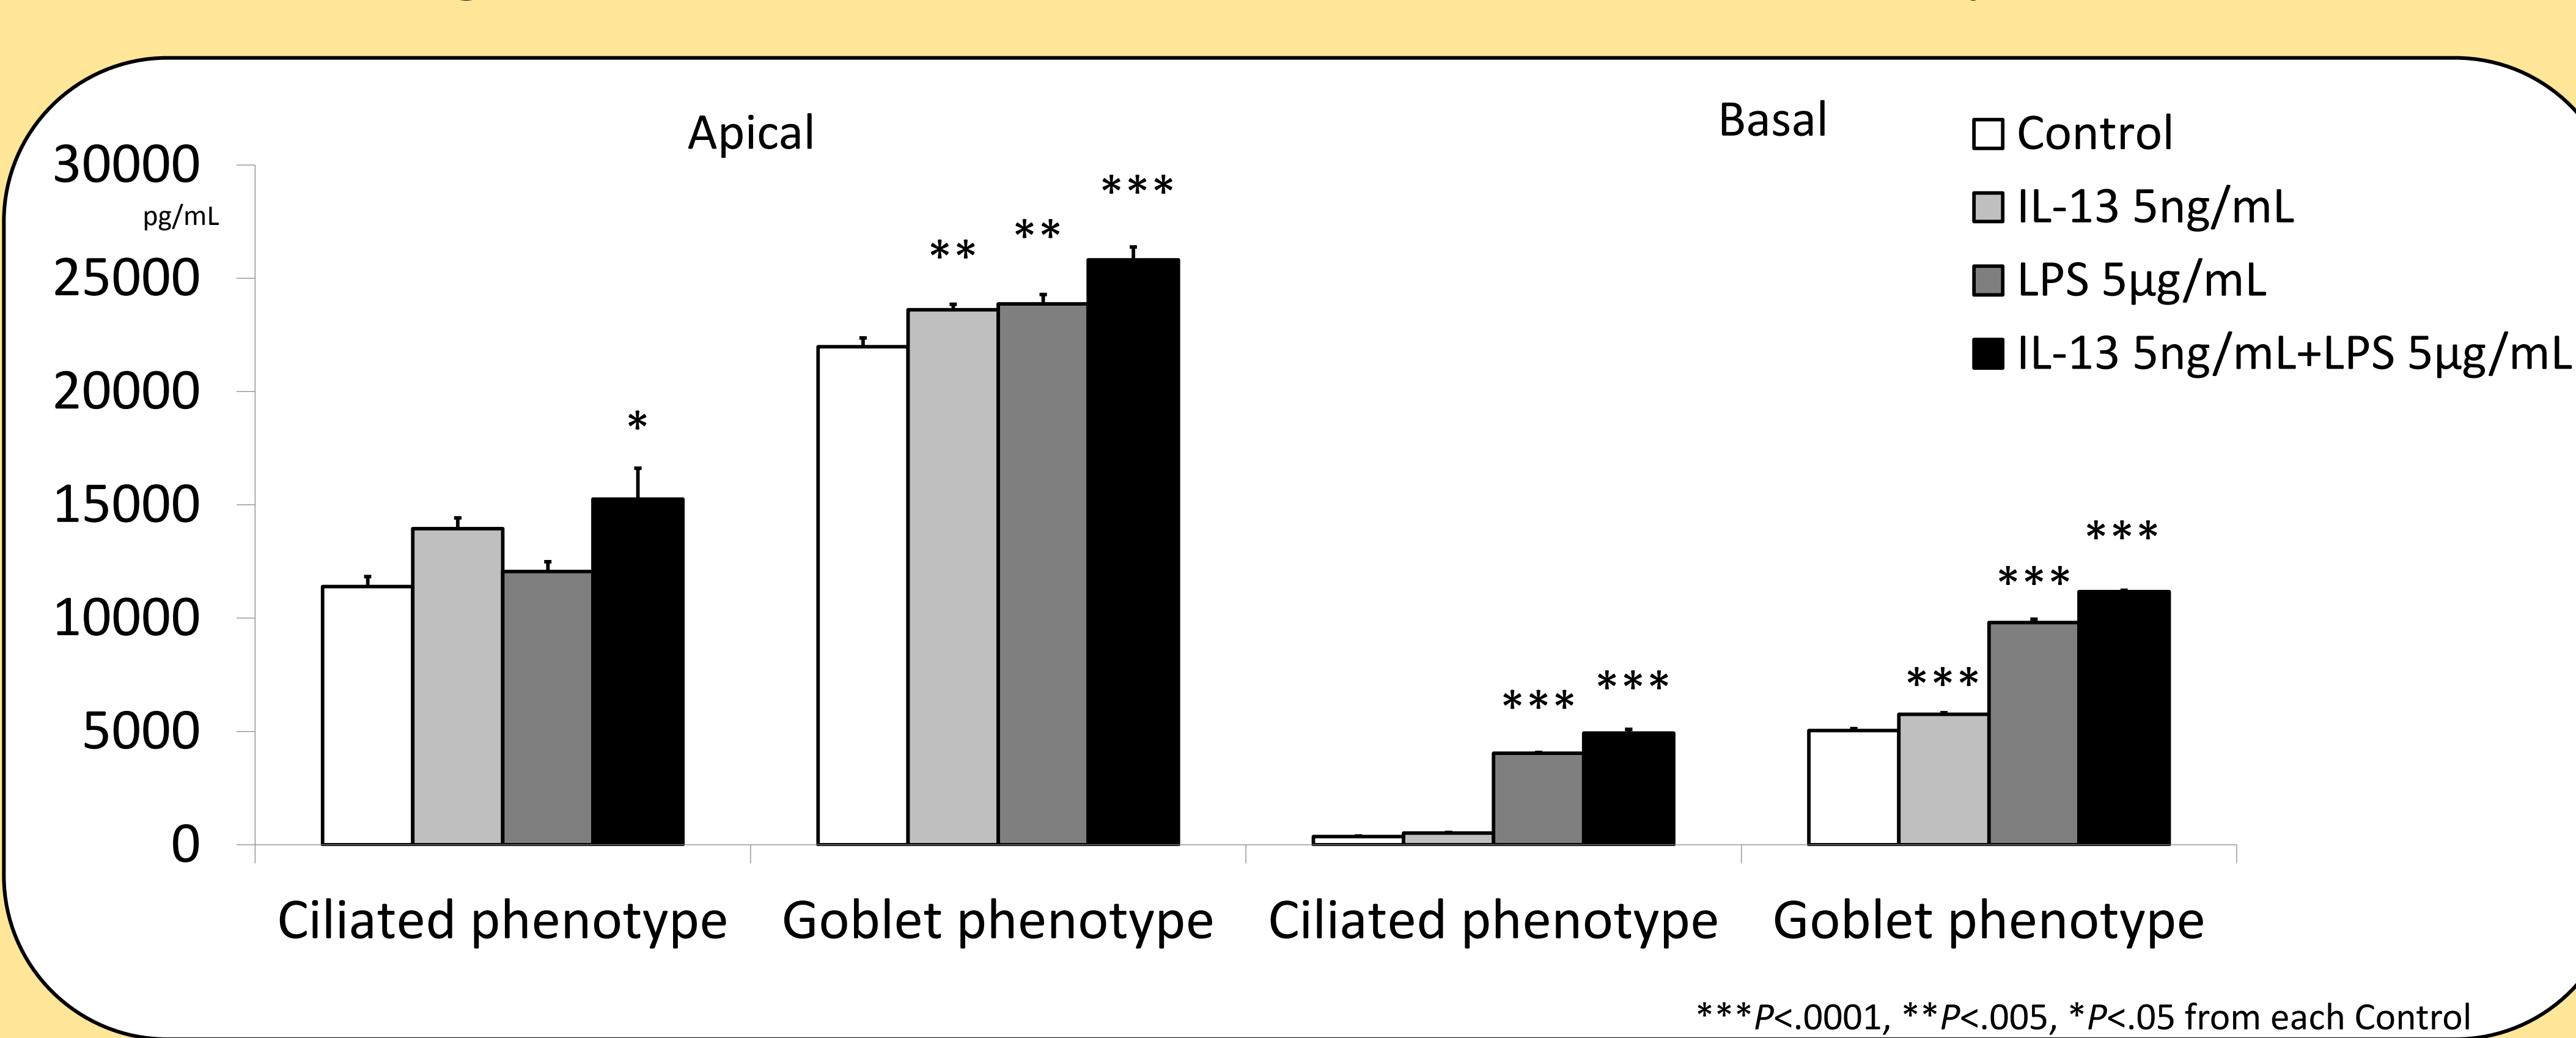 Apical
Basal
Control
IL-13 5ng/mL
LPS 5µg/mL
IL-13 5ng/mL+LPS 5µg/mL
30000
pg/mL
25000
20000
15000
10000
5000
0
***
**
**
*
***
***
***
***
***
Ciliated phenotype
Goblet phenotype
Ciliated phenotype
Goblet phenotype
***P<.0001, **P<.005, *P<.05 from each Control